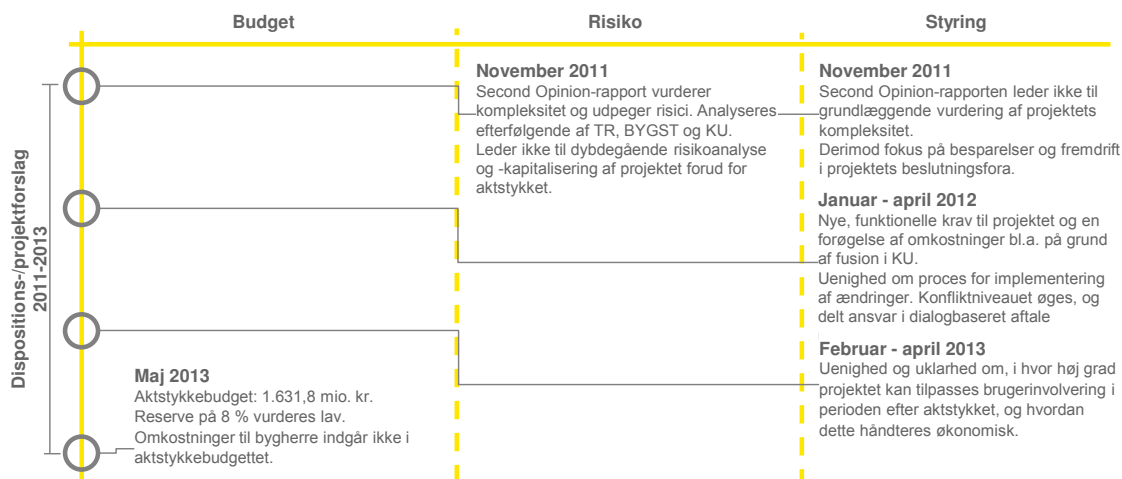 Budget
Risiko
Styring
Dispositions-/projektforslag
2011-2013
November 2011
Second Opinion-rapport vurderer
kompleksitet og udpeger risici. Analyseres
efterfølgende af TR, BYGST og KU.
Leder ikke til dybdegående risikoanalyse
og -kapitalisering af projektet forud for
aktstykket.
November 2011
Second Opinion-rapporten leder ikke til
grundlæggende vurdering af projektets
kompleksitet.
Derimod fokus på besparelser og fremdrift
i projektets beslutningsfora.
Januar - april 2012
Nye, funktionelle krav til projektet og en
forøgelse af omkostninger bl.a. på grund
af fusion i KU.
Uenighed om proces for implementering
af ændringer. Konfliktniveauet øges, og
delt ansvar i dialogbaseret aftale
Februar - april 2013
Uenighed og uklarhed om, i hvor høj grad
projektet kan tilpasses brugerinvolvering i
perioden efter aktstykket, og hvordan
dette håndteres økonomisk.
Maj 2013
Aktstykkebudget: 1.631,8 mio. kr.
Reserve på 8 % vurderes lav.
Omkostninger til bygherre indgår ikke i
aktstykkebudgettet.